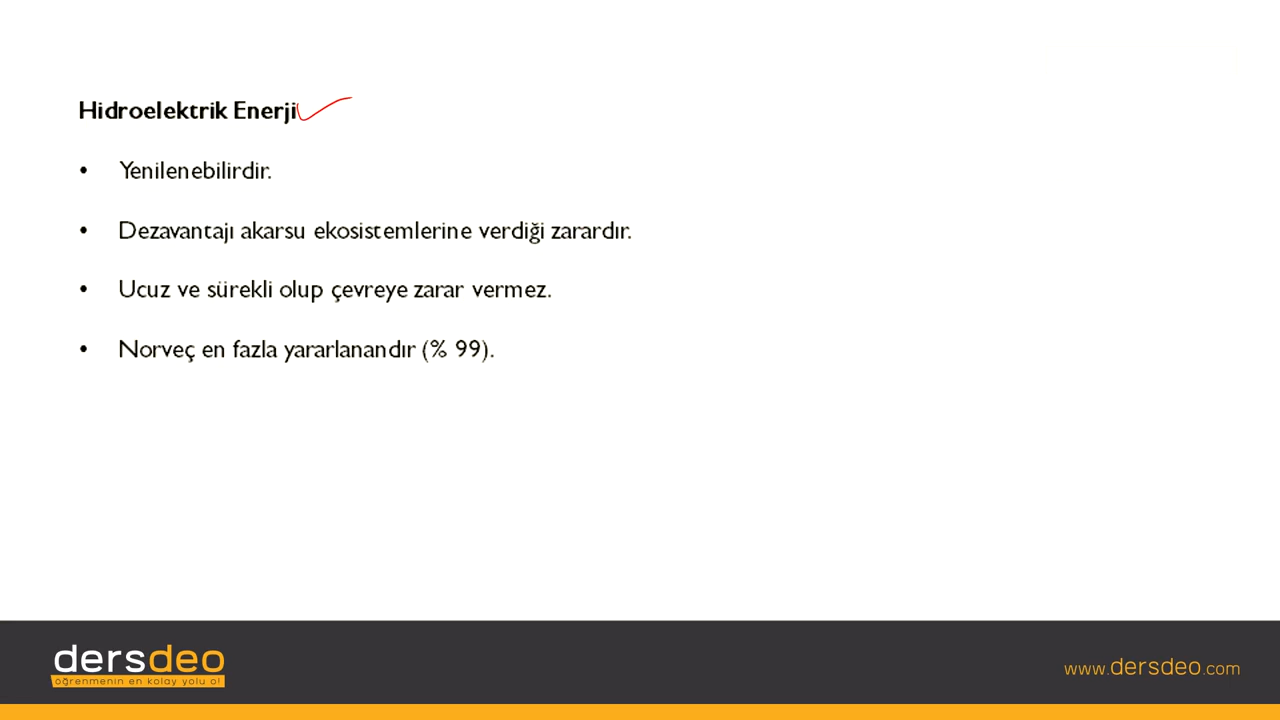 Hidroelektrik Enerji
• Yenilenebilirdir.
• Dezavantajı akarsu ekosistemlerine verdiği zarardır.
• Ucuz ve sürekli olup çevreye zarar vermez.
• Norveç en fazla yararlanandır (% 99).
dersdeo
öğrenmenin en kolay yolu o!
www.dersdeo.com